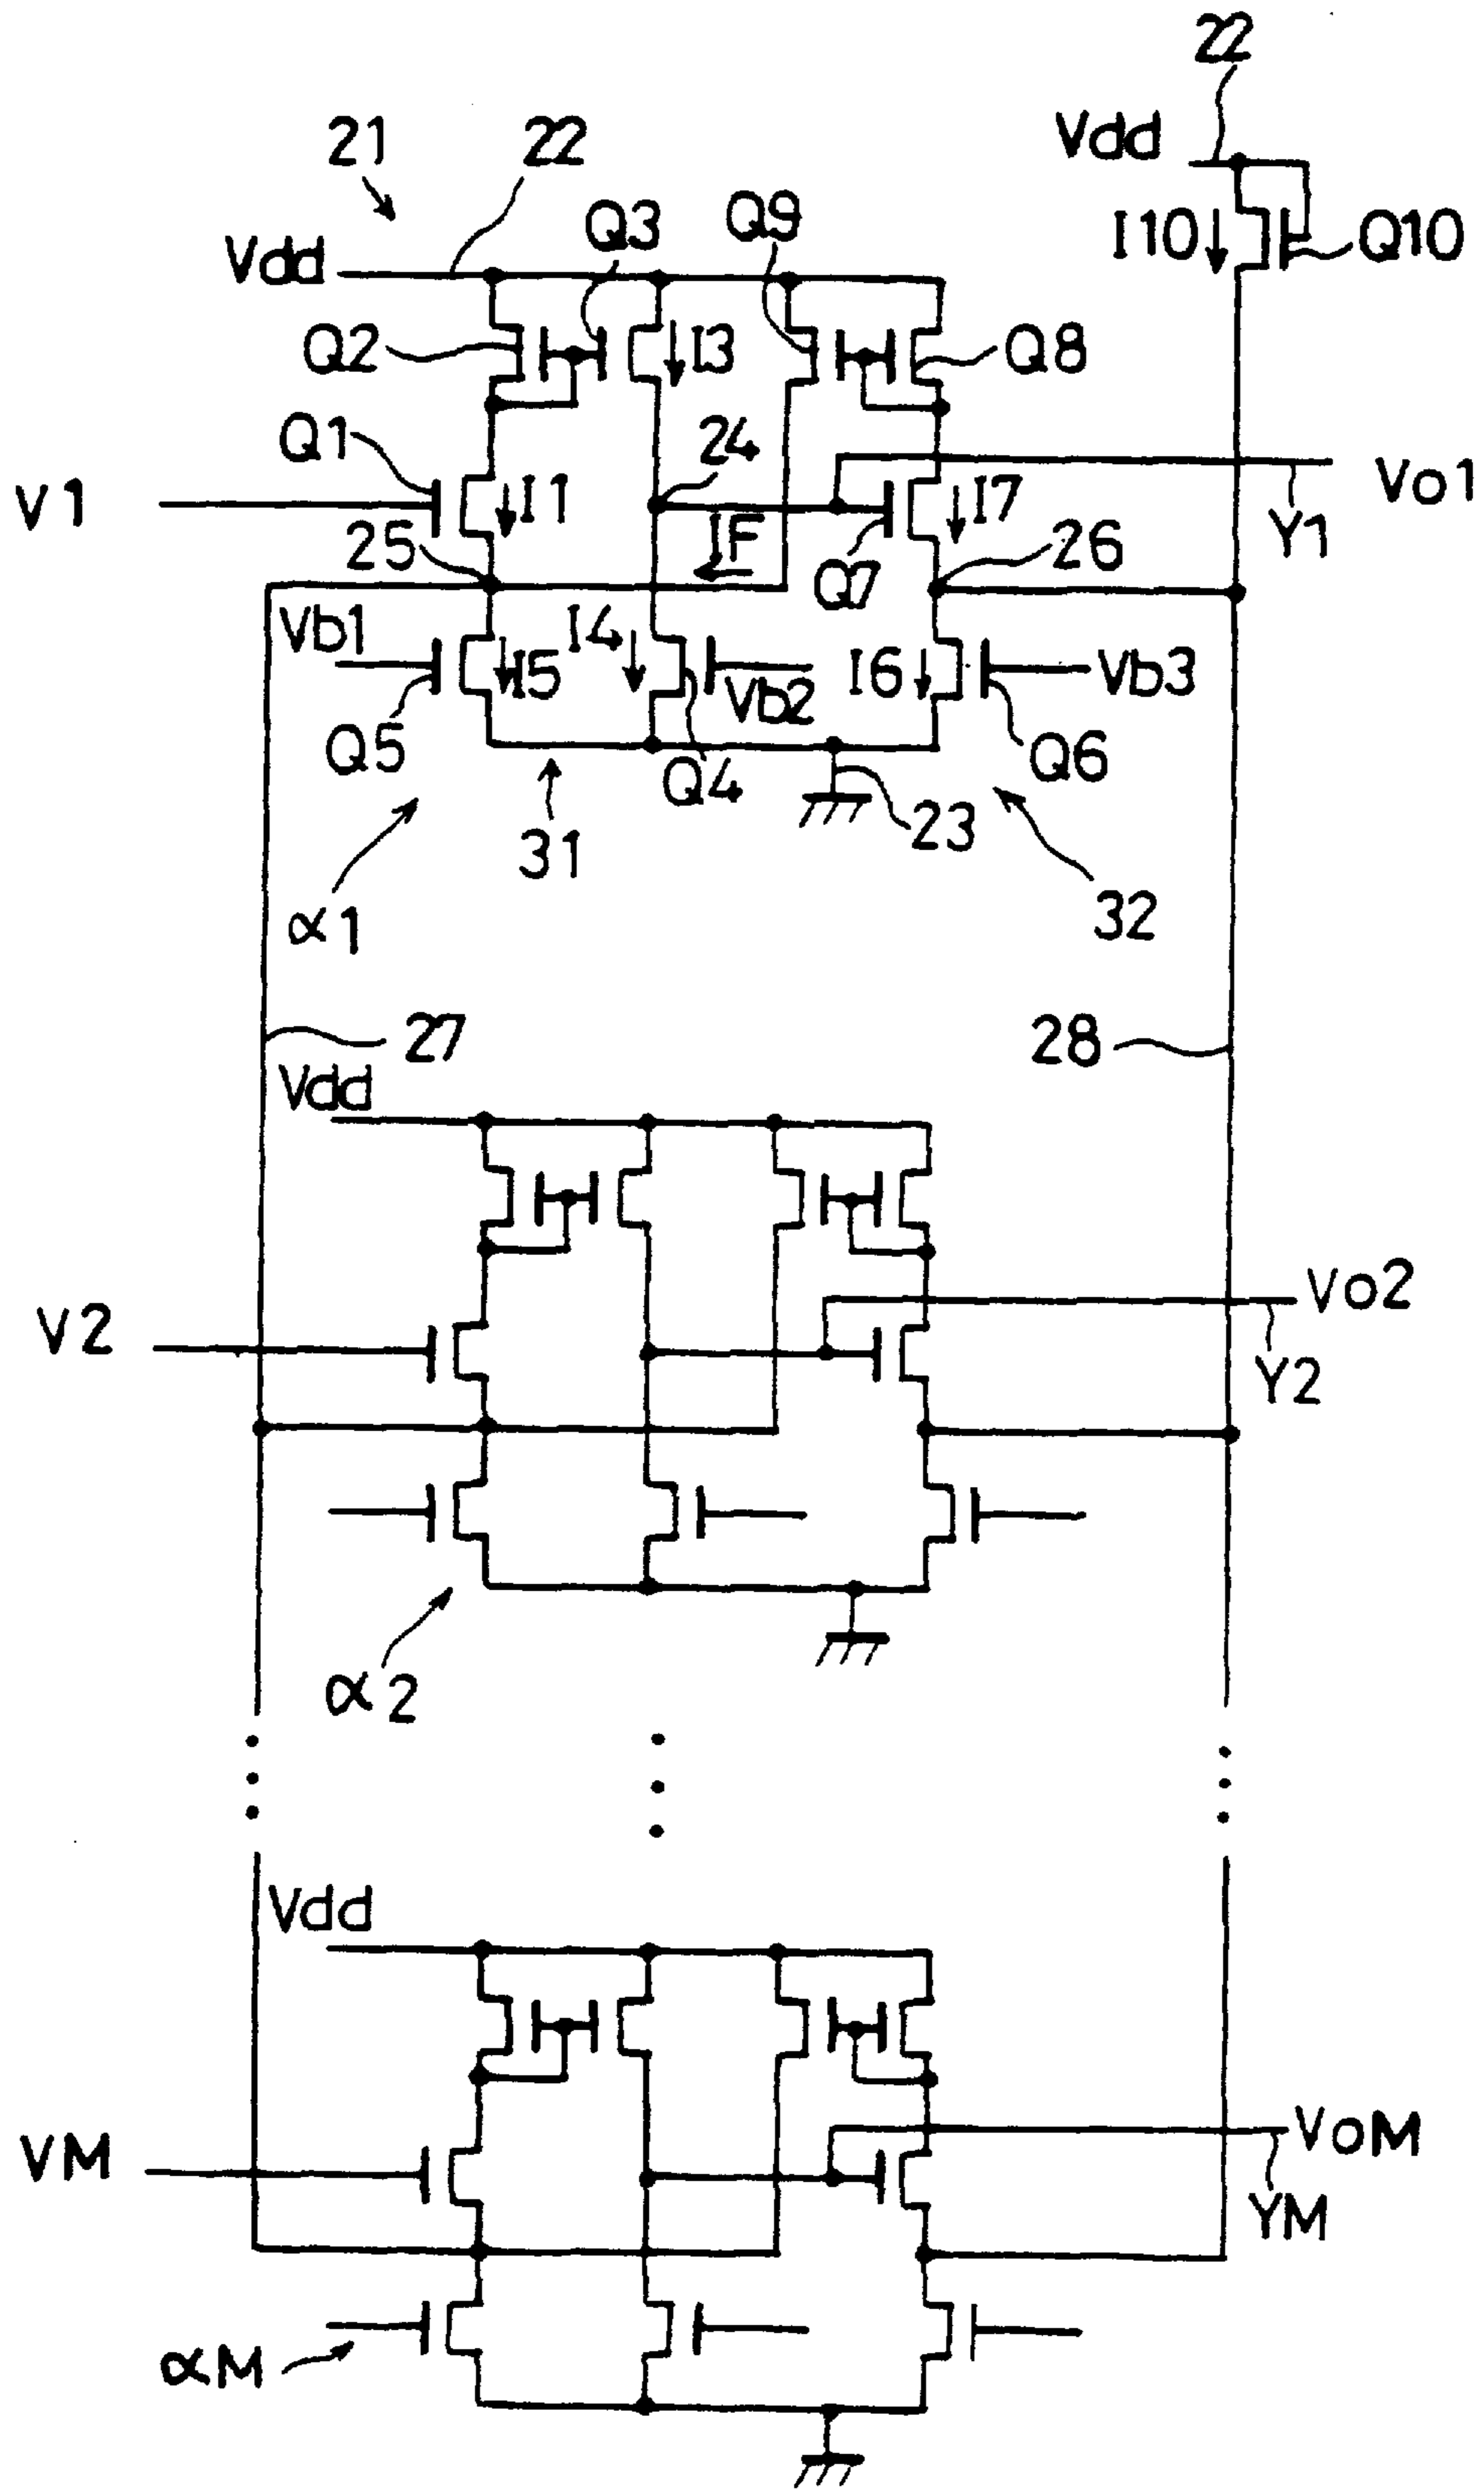 22
Vdd
21
22
Q3
Q9
I10
Q10
Vdd
Q2
I3
Q8
Q1
24
V1
I1
I7
Vo1
25
IF
26
Y1
Q7
Vb1
I4
I5
I6
Vb3
Vb2
Q5
Q4
Q6
31
23
α1
32
27
28
Vdd
V2
Vo2
Y2
α2
Vdd
VM
VoM
YM
αM